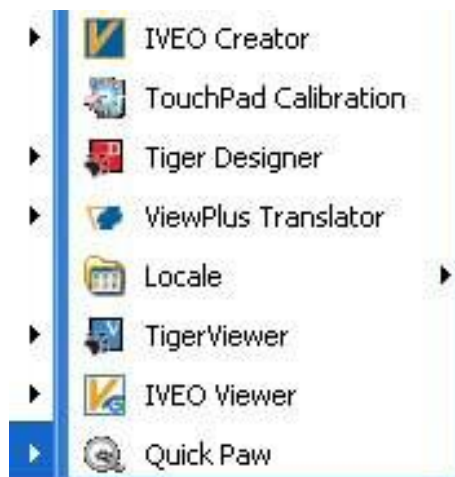 IVEO Creator
TouchPad Calibration
Tiger Designer
ViewPlus Translator
Locale
TigerViewer
IVEO Viewer
Quick Paw